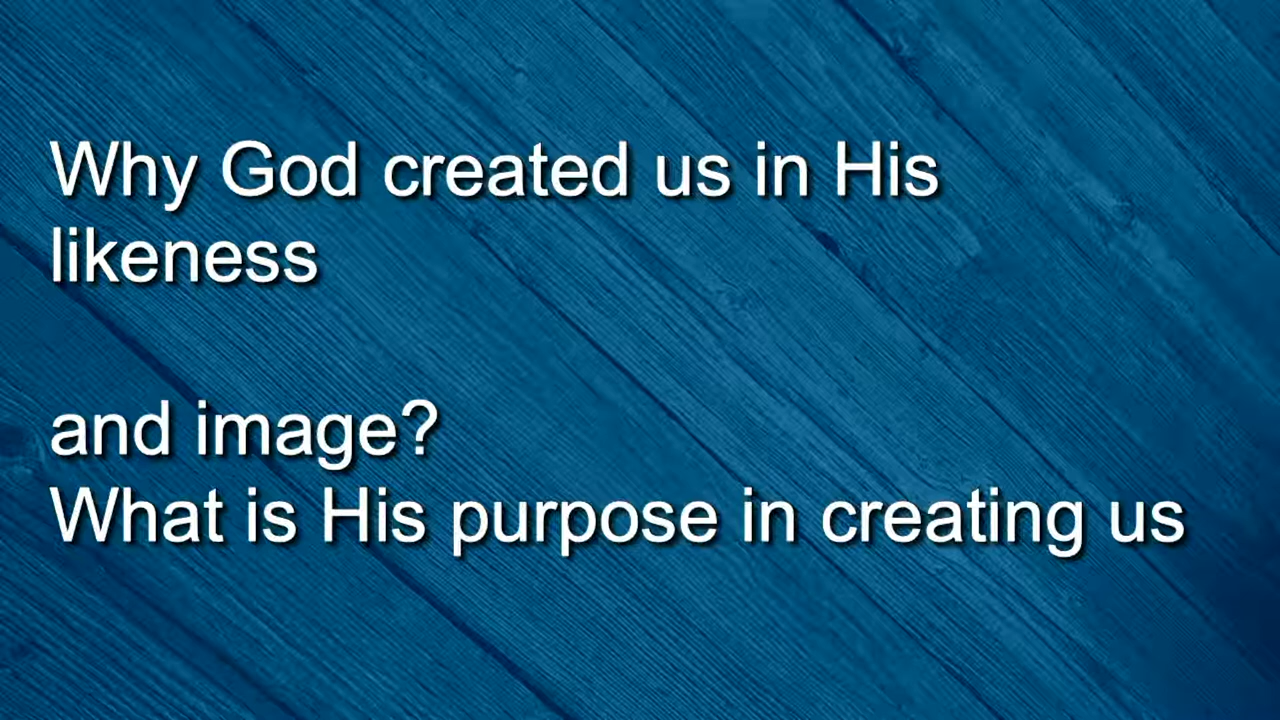 Why God created us in His
likeness
and image?
What is His purpose in creating us